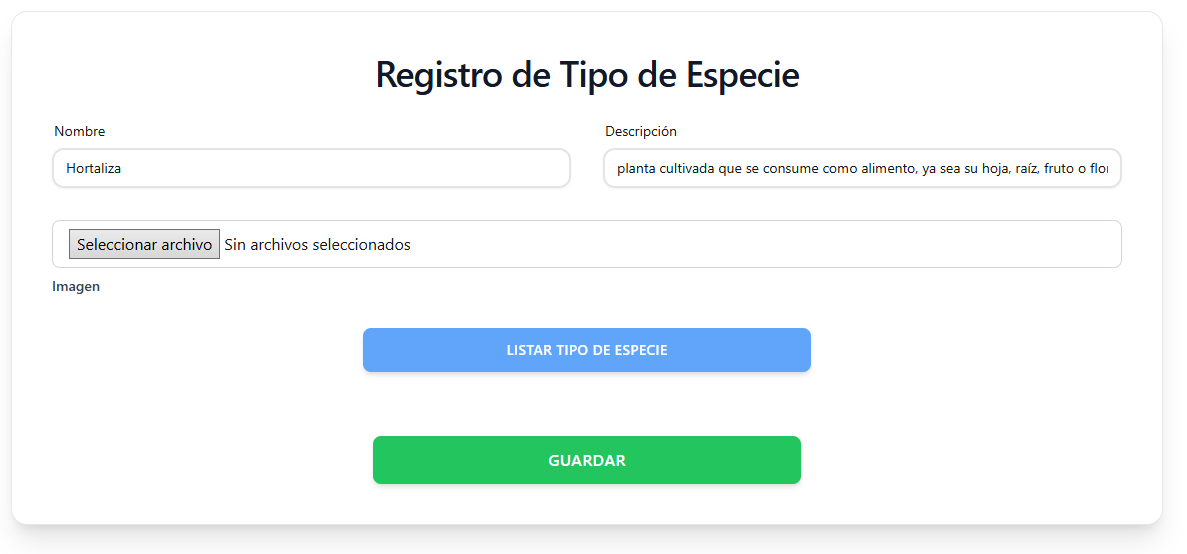 Registro de Tipo de Especie
Nombre
Descripción
Hortaliza
planta cultivada que se consume como alimento, ya sea su hoja, raíz, fruto o
Seleccionar archivo Sin archivos seleccionados
Imagen
LISTAR TIPO DE ESPECIE
GUARDAR